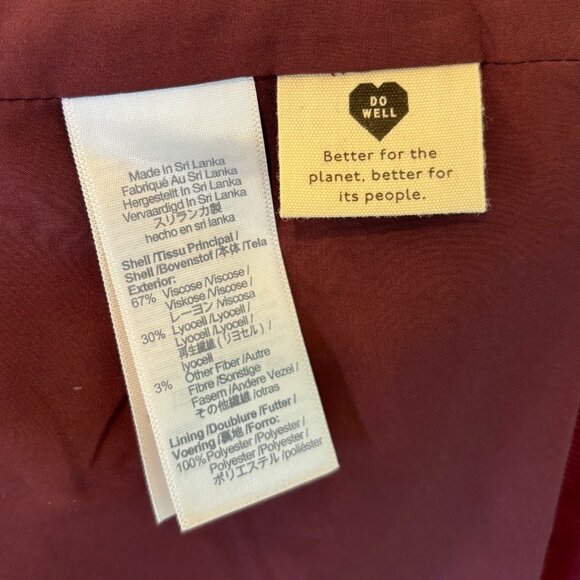 Made In Sri Lanka
Fabriqué Au Sri Lanka
Hergestellt In Sri Lanka
Vervaardigd In Sri Lanka
スリランカ製
hecho en sri lanka
Shell /Tissu Principal /
Shell /Bovenstof /本体 /Tela
Exterior:
67% Viscose /Viscose /
Viskose /Viscose /
レーヨン /viscosa
30% Lyocell /Lyocell /
Lyocell /Lyocell /
再生繊維 (リヨセル) /
lyocell
3% Other Fiber /Autre
Fibre /Sonstige
Fasern /Andere Vezel /
その他繊維 /otras
Lining /Doublure /Futter /
Voering /裏地 /Forro:
100% Polyester /Polyester /
Polyester /Polyester /
ポリエステル /poliéster
DO
WELL
Better for the
planet, better for
its people.